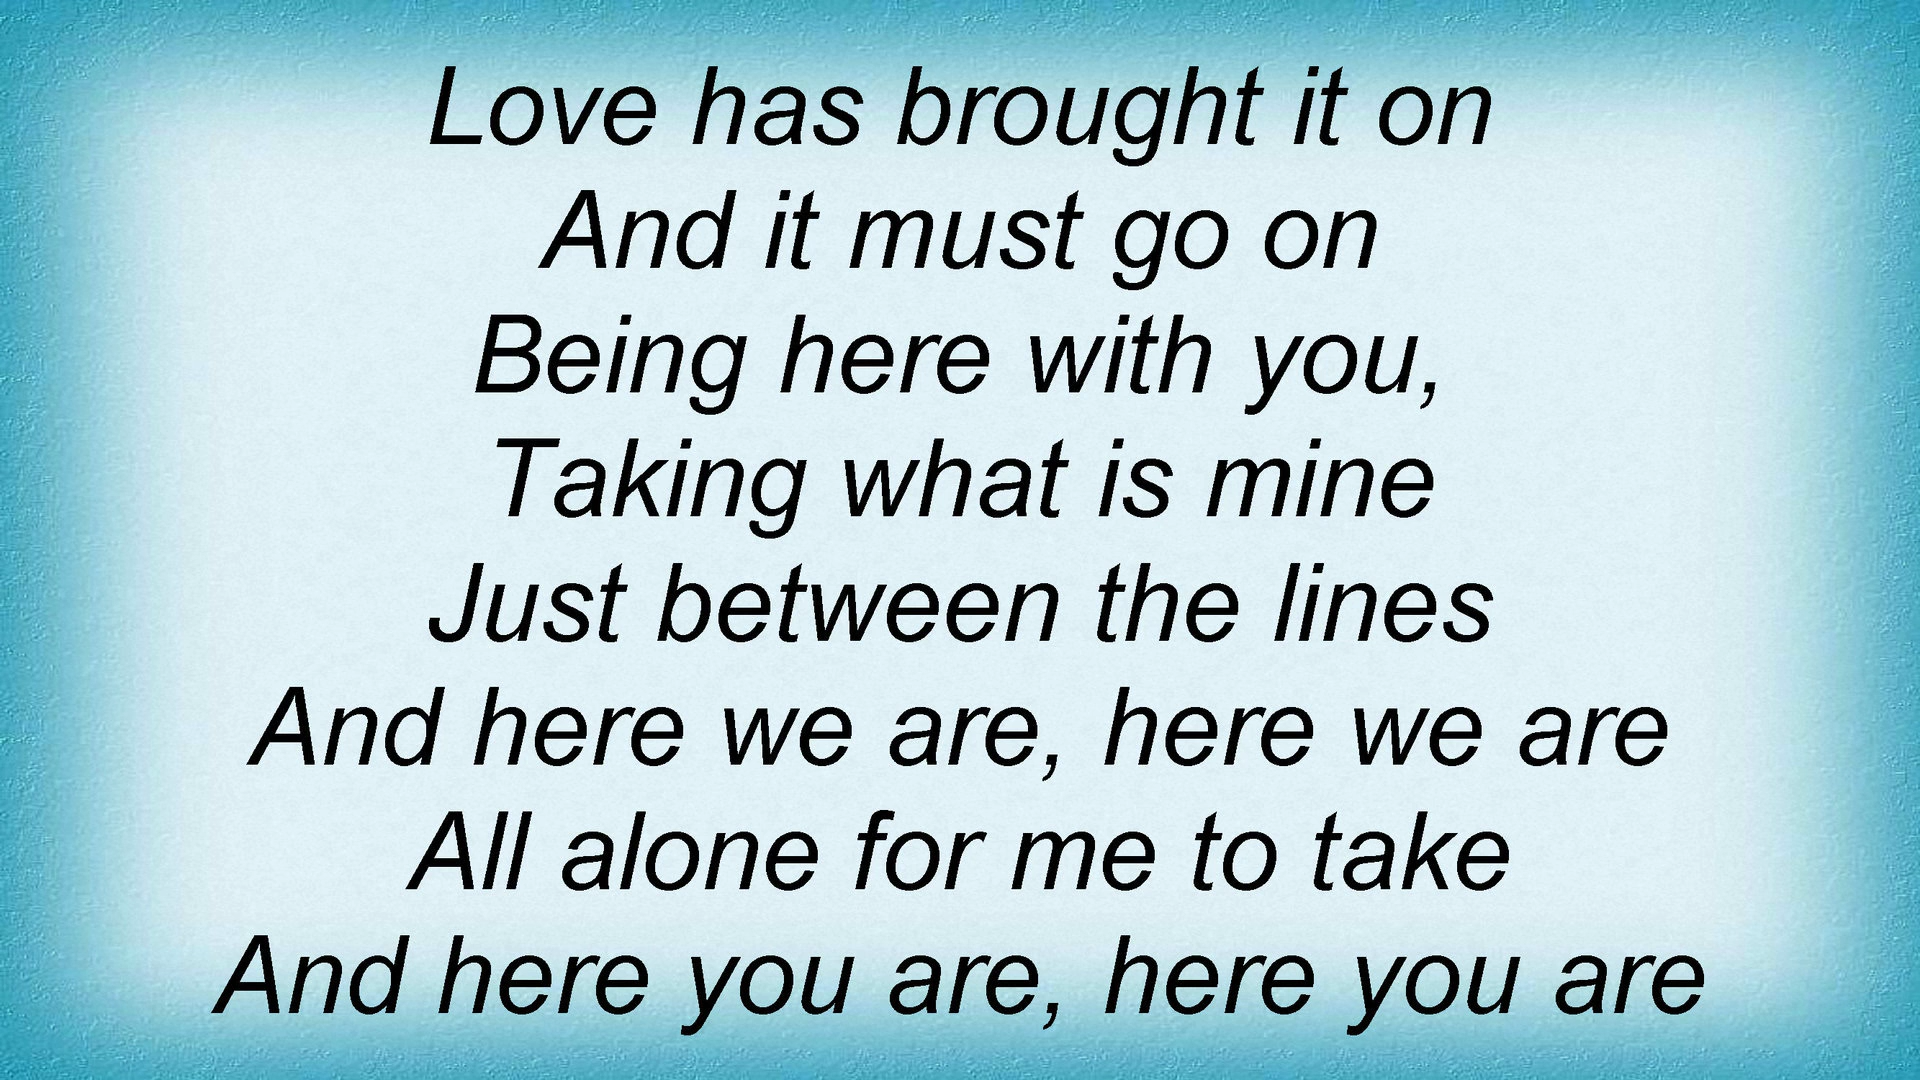 Love has brought it on
And it must go on
Being here with you,
Taking what is mine
Just between the lines
And here we are, here we are
All alone for me to take
And here you are, here you are